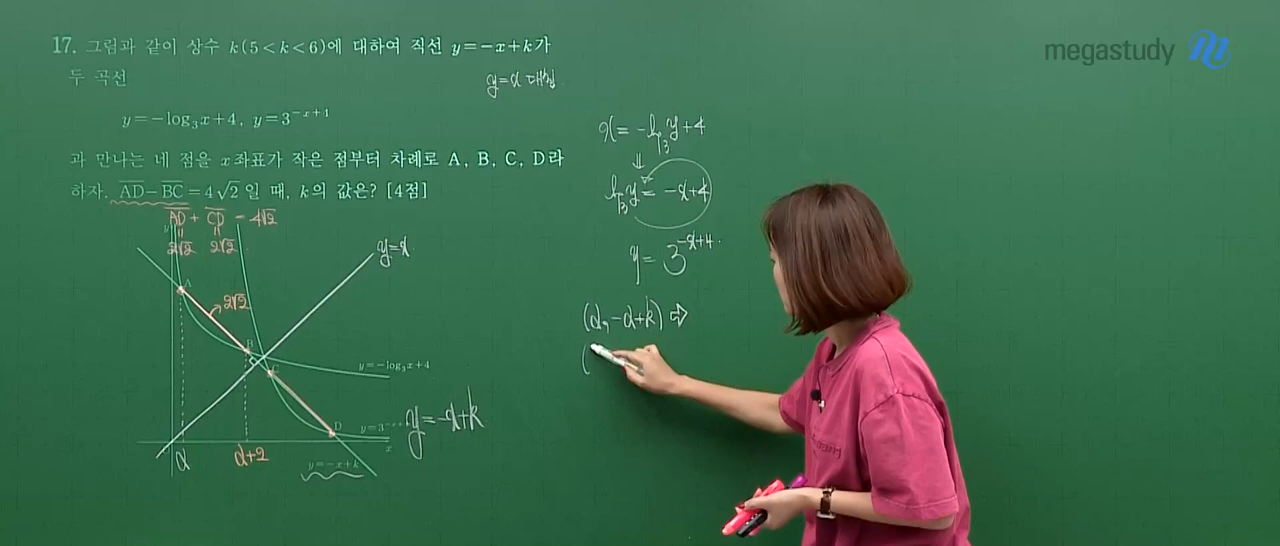 17. 그림과 같이 상수 k(5<k<6)에 대하여 직선 y=-x+k가
두 곡선
y=x 대칭
y=-log₃x+4, y=3^{-x+4}
과 만나는 네 점을 x좌표가 작은 점부터 차례로 A, B, C, D라
하자. AD-BC=4√2일 때, k의 값은? [4점]
AD + CD = 4√2
2√2 2√2
y
y=x
A
2√2
B
C
D
y=-log₃x+4
x
y=-x+k
α
α+2
y=-x+k
x=-log₃y+4
⇓
log₃y=-x+4
y=3^{-x+4}
(α, -α+k) ⇨
(
megastudy